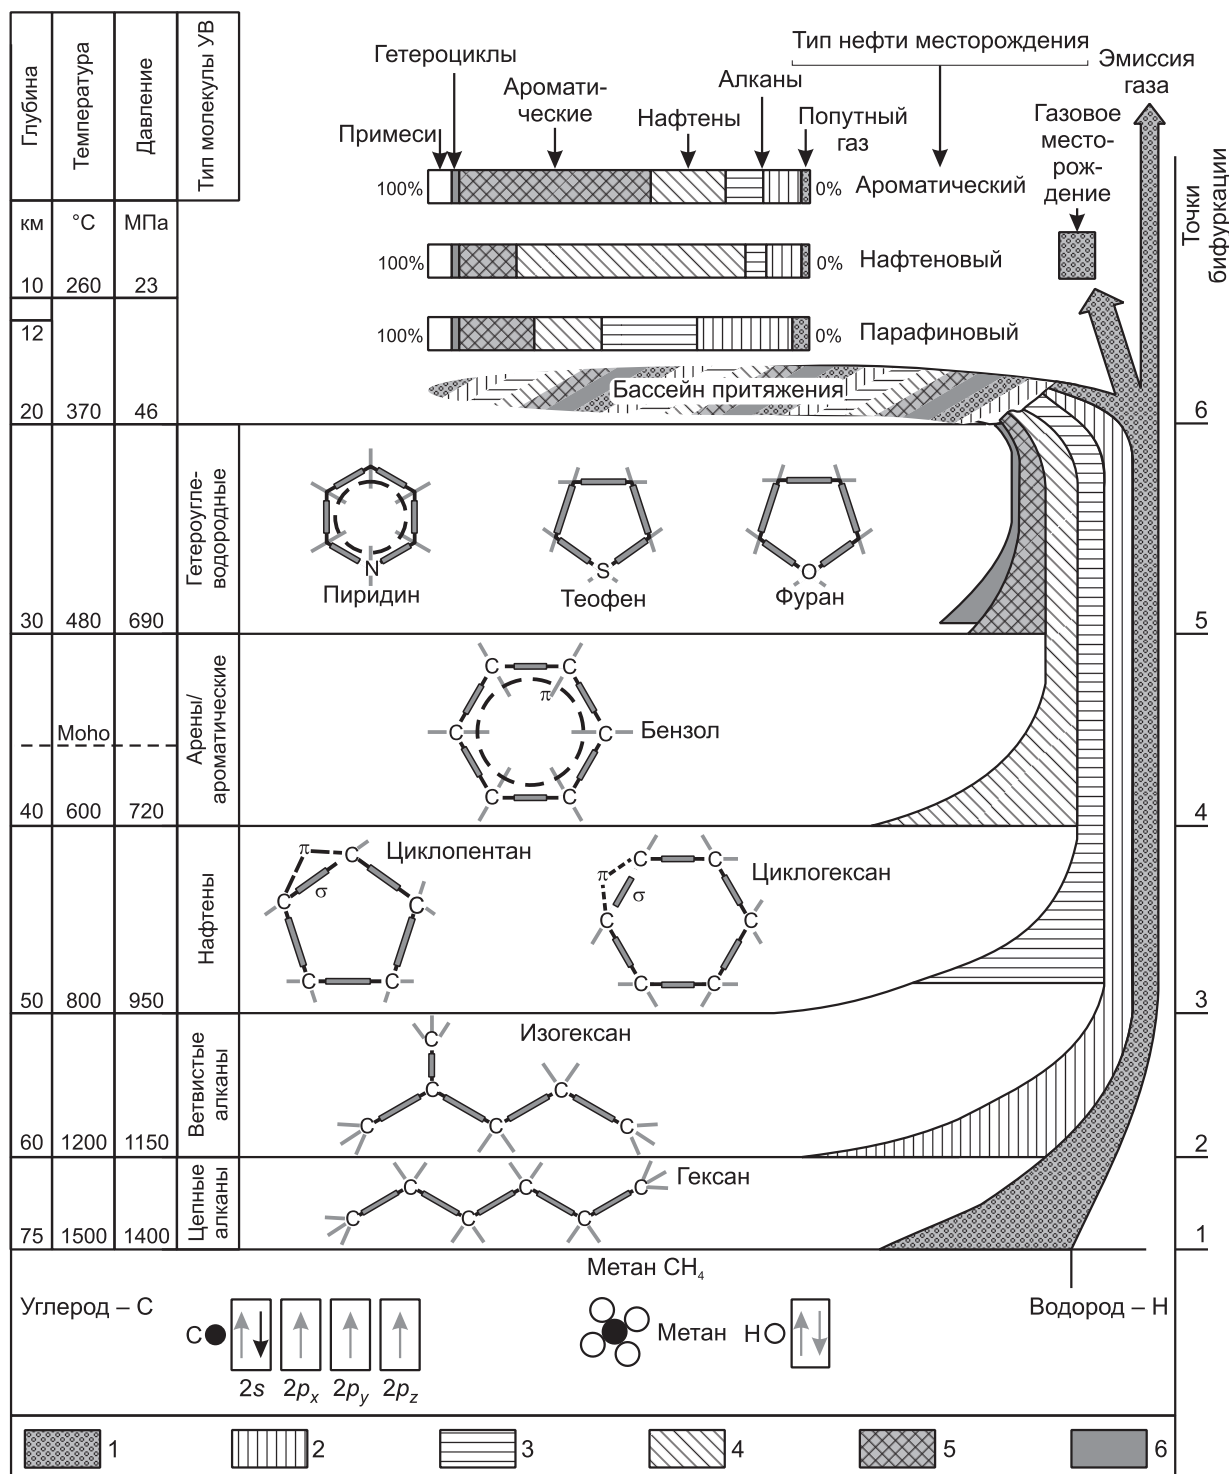 Глубина
Температура
Давление
Тип молекулы УВ
Гетероциклы
Аромати-
ческие
Примеси
Нафтены
Алканы
Попутный
газ
Тип нефти месторождения
Эмиссия
газа
Газовое
место-
рож-
дение
Точки
бифуркации
100%
0%
Ароматический
км
°C
МПа
100%
0%
Нафтеновый
10
260
23
12
100%
0%
Парафиновый
Бассейн притяжения
20
370
46
6
Гетероугле-
водородные
N
Пиридин
S
Теофен
O
Фуран
30
480
690
5
Арены/
ароматические
Moho
C
C
C
C
C
C
π
Бензол
40
600
720
4
Нафтены
π
σ
C
C
C
C
C
Циклопентан
π
σ
C
C
C
C
C
C
Циклогексан
50
800
950
3
Ветвистые
алканы
Изогексан
C
C
C
C
C
C
60
1200
1150
2
Цепные
алканы
C
C
C
C
C
C
Гексан
75
1500
1400
1
Метан CH₄
Углерод – C
Водород – H
C
2s
2pₓ
2p_y
2p_z
Метан
H
1
2
3
4
5
6